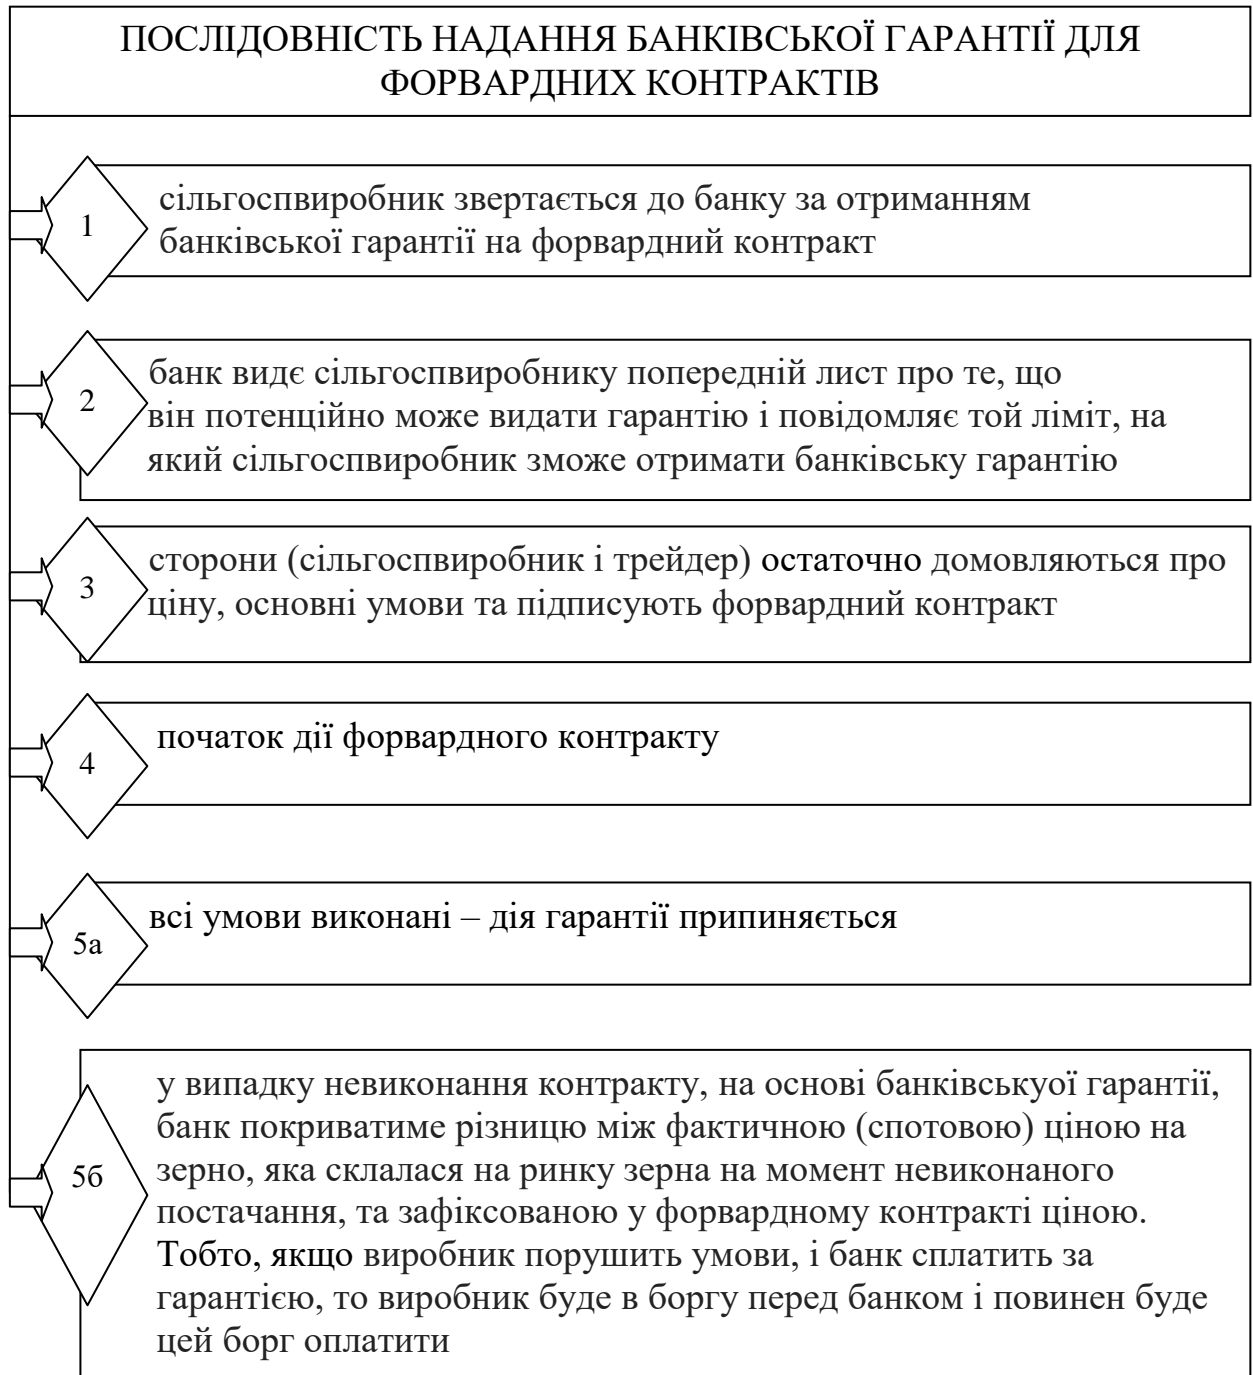 ПОСЛІДОВНІСТЬ НАДАННЯ БАНКІВСЬКОЇ ГАРАНТІЇ ДЛЯ
ФОРВАРДНИХ КОНТРАКТІВ
1
сільгоспвиробник звертається до банку за отриманням
банківської гарантії на форвардний контракт
2
банк видє сільгоспвиробнику попередній лист про те, що
він потенційно може видати гарантію і повідомляє той ліміт, на
який сільгоспвиробник зможе отримати банківську гарантію
3
сторони (сільгоспвиробник і трейдер) остаточно домовляються про
ціну, основні умови та підписують форвардний контракт
4
початок дії форвардного контракту
5а
всі умови виконані – дія гарантії припиняється
5б
у випадку невиконання контракту, на основі банківськуої гарантії,
банк покриватиме різницю між фактичною (спотовою) ціною на
зерно, яка склалася на ринку зерна на момент невиконаного
постачання, та зафіксованою у форвардному контракті ціною.
Тобто, якщо виробник порушить умови, і банк сплатить за
гарантією, то виробник буде в боргу перед банком і повинен буде
цей борг оплатити